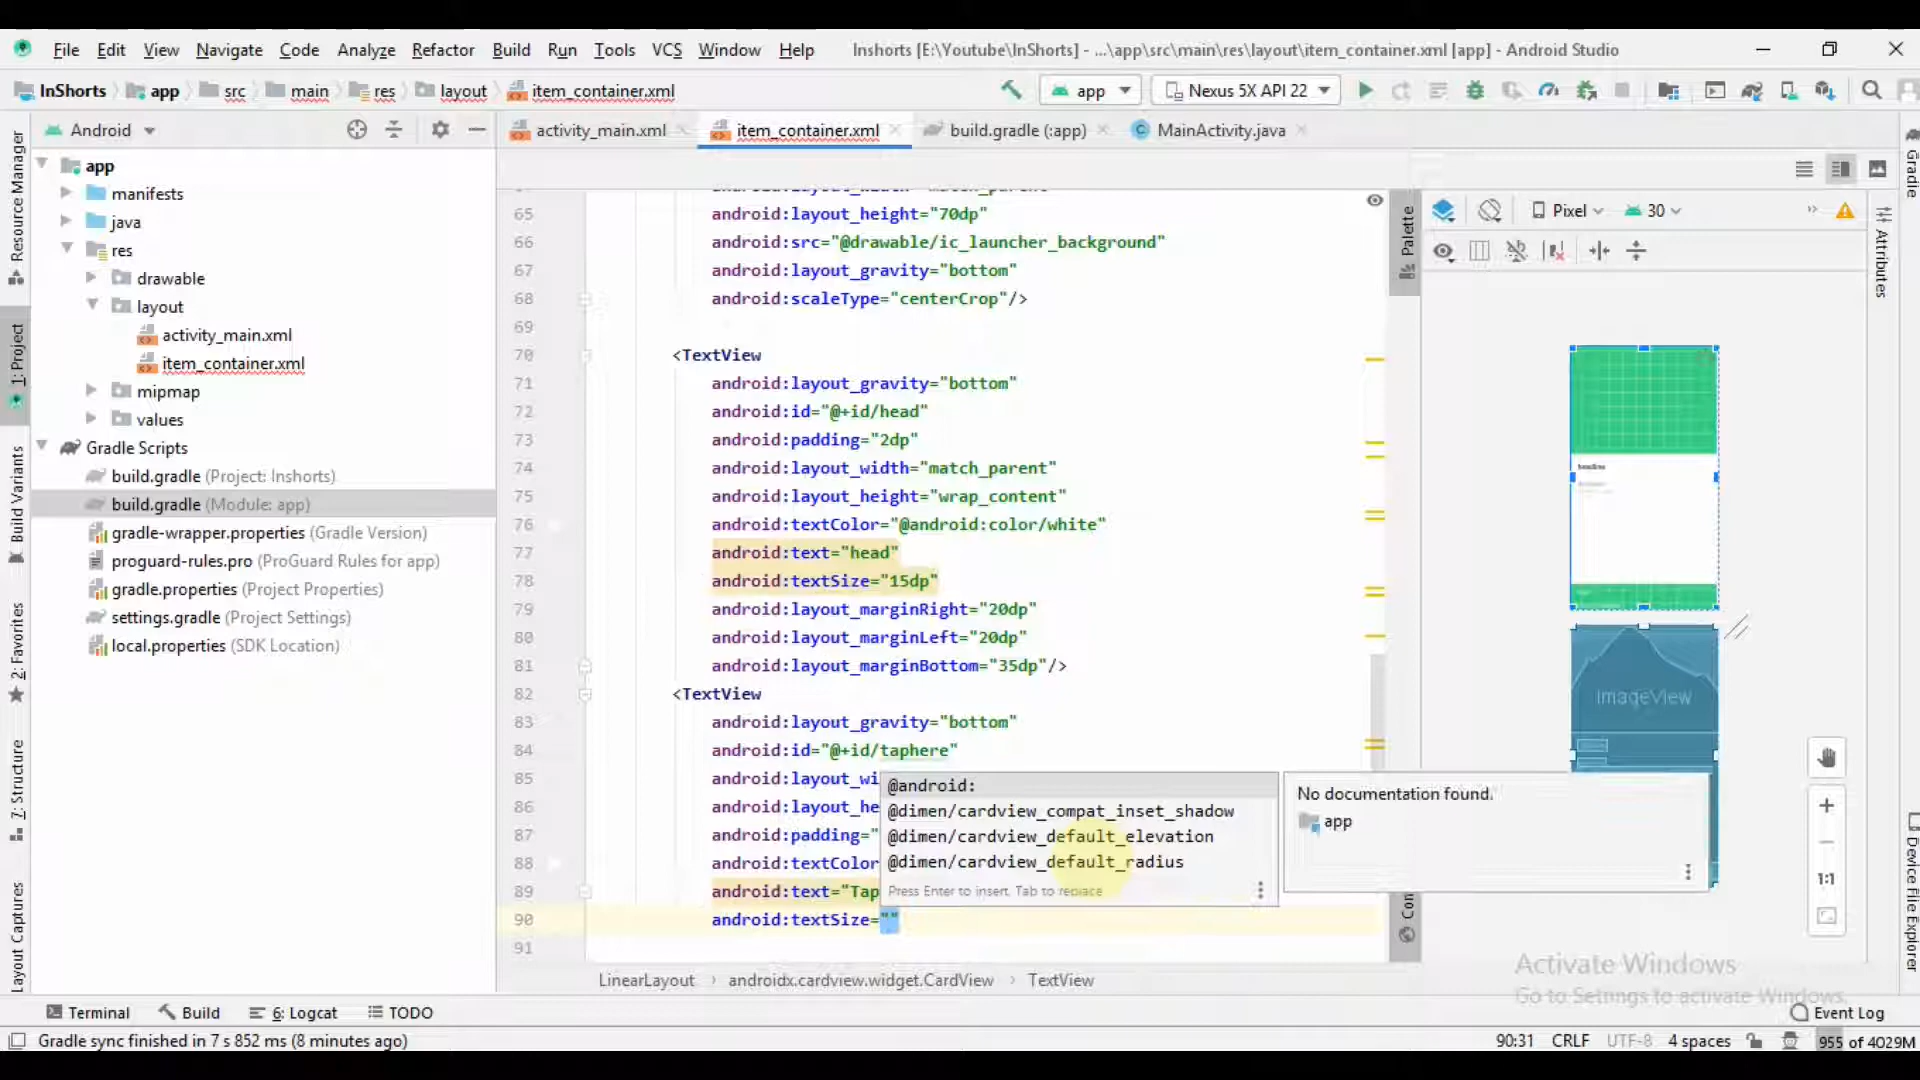 File Edit View Navigate Code Analyze Refactor Build Run Tools VCS Window Help Inshorts [E:\Youtube\InShorts] - ...\app\src\main\res\layout\item_container.xml [app] - Android Studio
InShorts app src main res layout item_container.xml app Nexus 5X API 22
Android activity_main.xml item_container.xml build.gradle (:app) MainActivity.java
Resource Manager
1: Project
Build Variants
2: Favorites
7: Structure
Layout Captures
app
manifests
java
res
drawable
layout
activity_main.xml
item_container.xml
mipmap
values
Gradle Scripts
build.gradle (Project: Inshorts)
build.gradle (Module: app)
gradle-wrapper.properties (Gradle Version)
proguard-rules.pro (ProGuard Rules for app)
gradle.properties (Project Properties)
settings.gradle (Project Settings)
local.properties (SDK Location)
65 android:layout_height="70dp"
66 android:src="@drawable/ic_launcher_background"
67 android:layout_gravity="bottom"
68 android:scaleType="centerCrop"/>
69
70 <TextView
71 android:layout_gravity="bottom"
72 android:id="@+id/head"
73 android:padding="2dp"
74 android:layout_width="match_parent"
75 android:layout_height="wrap_content"
76 android:textColor="@android:color/white"
77 android:text="head"
78 android:textSize="15dp"
79 android:layout_marginRight="20dp"
80 android:layout_marginLeft="20dp"
81 android:layout_marginBottom="35dp"/>
82 <TextView
83 android:layout_gravity="bottom"
84 android:id="@+id/taphere"
85 android:layout_wi
86 android:layout_he
87 android:padding="
88 android:textColor
89 android:text="Tap
90 android:textSize=""
91
@android:
@dimen/cardview_compat_inset_shadow
@dimen/cardview_default_elevation
@dimen/cardview_default_radius
Press Enter to insert, Tab to replace
No documentation found.
app
Palette
Pixel 30
Gradle
Attributes
Device File Explorer
headline
ImageView
1:1
Con
LinearLayout androidx.cardview.widget.CardView TextView
Activate Windows
Go to Settings to activate Windows.
Terminal Build 6: Logcat TODO Event Log
Gradle sync finished in 7 s 852 ms (8 minutes ago) 90:31 CRLF UTF-8 4 spaces 955 of 4029M